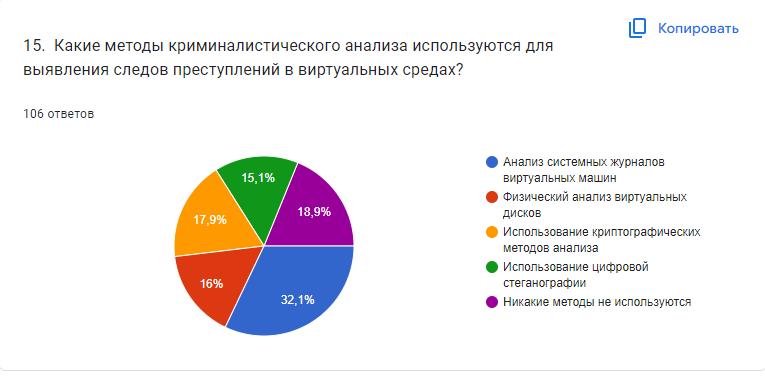 Копировать
15. Какие методы криминалистического анализа используются для
выявления следов преступлений в виртуальных средах?
106 ответов
15,1%
18,9%
17,9%
16%
32,1%
Анализ системных журналов
виртуальных машин
Физический анализ виртуальных
дисков
Использование криптографических
методов анализа
Использование цифровой
стеганографии
Никакие методы не используются